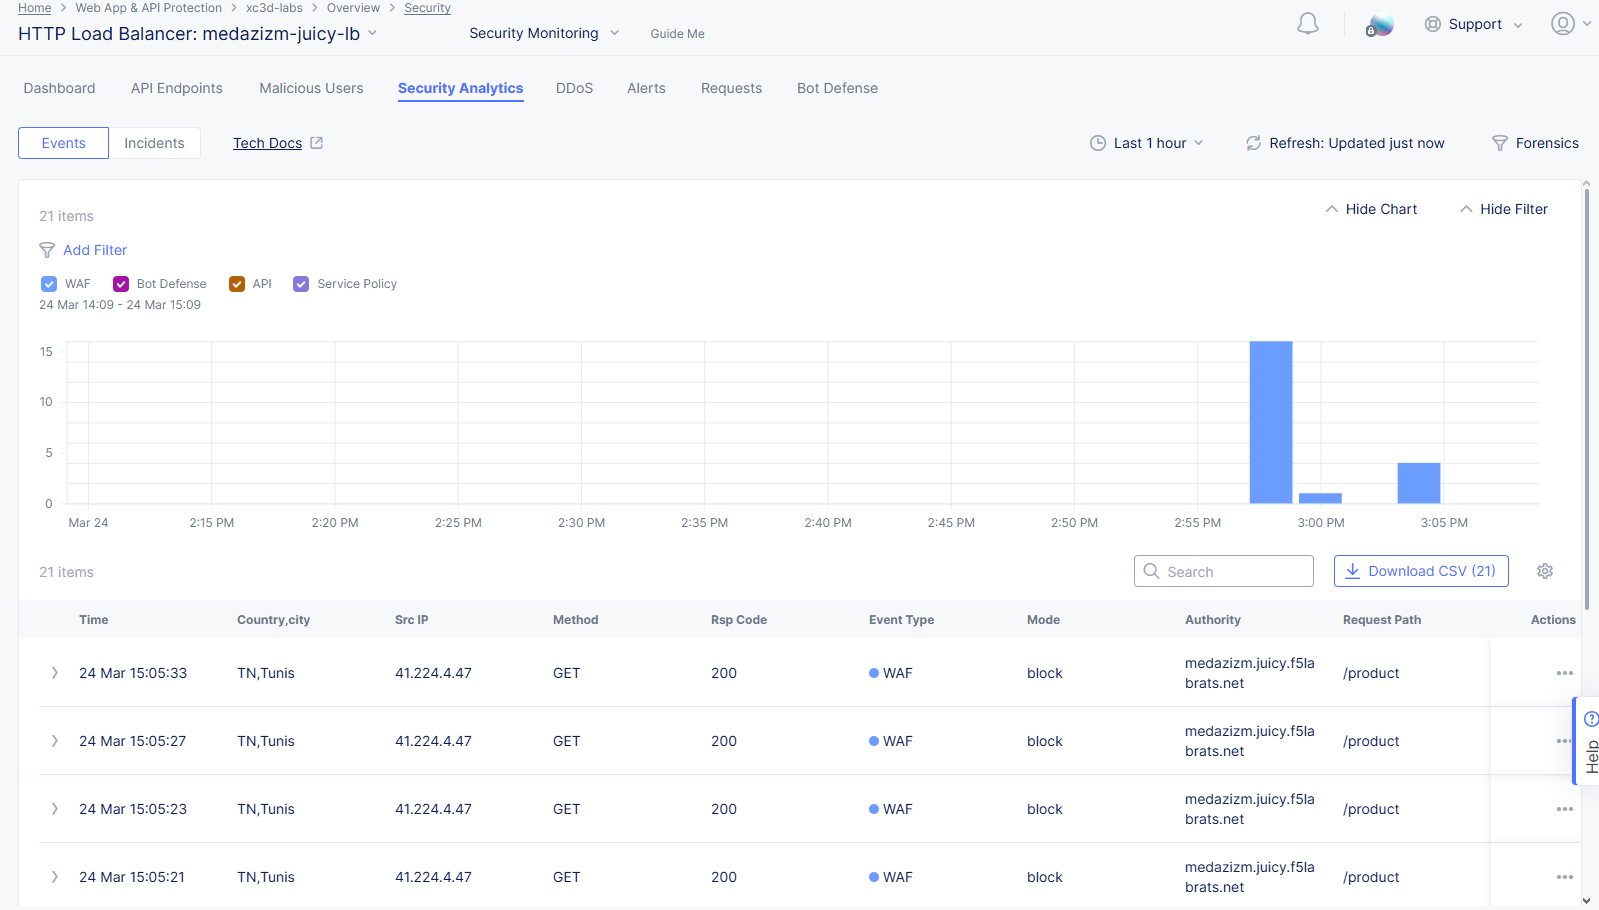 Home > Web App & API Protection > xc3d-labs > Overview > Security
HTTP Load Balancer: medazizm-juicy-lb
Security Monitoring
Guide Me
Support
Dashboard API Endpoints Malicious Users Security Analytics DDoS Alerts Requests Bot Defense
Events Incidents Tech Docs
Last 1 hour Refresh: Updated just now Forensics
21 items
Hide Chart Hide Filter
Add Filter
WAF Bot Defense API Service Policy
24 Mar 14:09 - 24 Mar 15:09
15
10
5
0
Mar 24 2:15 PM 2:20 PM 2:25 PM 2:30 PM 2:35 PM 2:40 PM 2:45 PM 2:50 PM 2:55 PM 3:00 PM 3:05 PM
21 items
Search
Download CSV (21)
Time Country,city Src IP Method Rsp Code Event Type Mode Authority Request Path Actions
24 Mar 15:05:33 TN,Tunis 41.224.4.47 GET 200 WAF block medazizm.juicy.f5la /product
brats.net
24 Mar 15:05:27 TN,Tunis 41.224.4.47 GET 200 WAF block medazizm.juicy.f5la /product
brats.net
24 Mar 15:05:23 TN,Tunis 41.224.4.47 GET 200 WAF block medazizm.juicy.f5la /product
brats.net
24 Mar 15:05:21 TN,Tunis 41.224.4.47 GET 200 WAF block medazizm.juicy.f5la /product
brats.net
Help